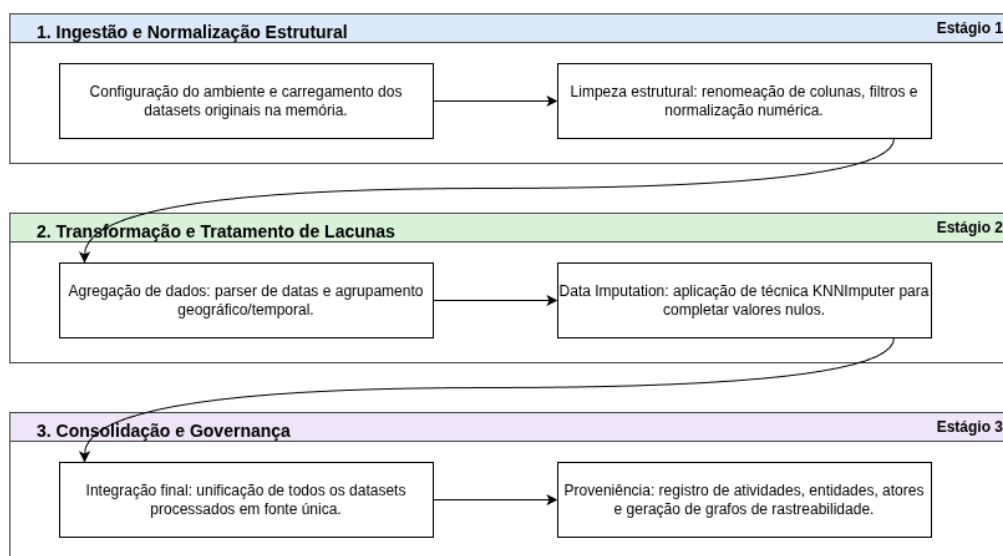 1. Ingestão e Normalização Estrutural
Estágio 1
Configuração do ambiente e carregamento dos
datasets originais na memória.
Limpeza estrutural: renomeação de colunas, filtros e
normalização numérica.
2. Transformação e Tratamento de Lacunas
Estágio 2
Agregação de dados: parser de datas e agrupamento
geográfico/temporal.
Data Imputation: aplicação de técnica KNNImputer para
completar valores nulos.
3. Consolidação e Governança
Estágio 3
Integração final: unificação de todos os datasets
processados em fonte única.
Proveniência: registro de atividades, entidades, atores
e geração de grafos de rastreabilidade.